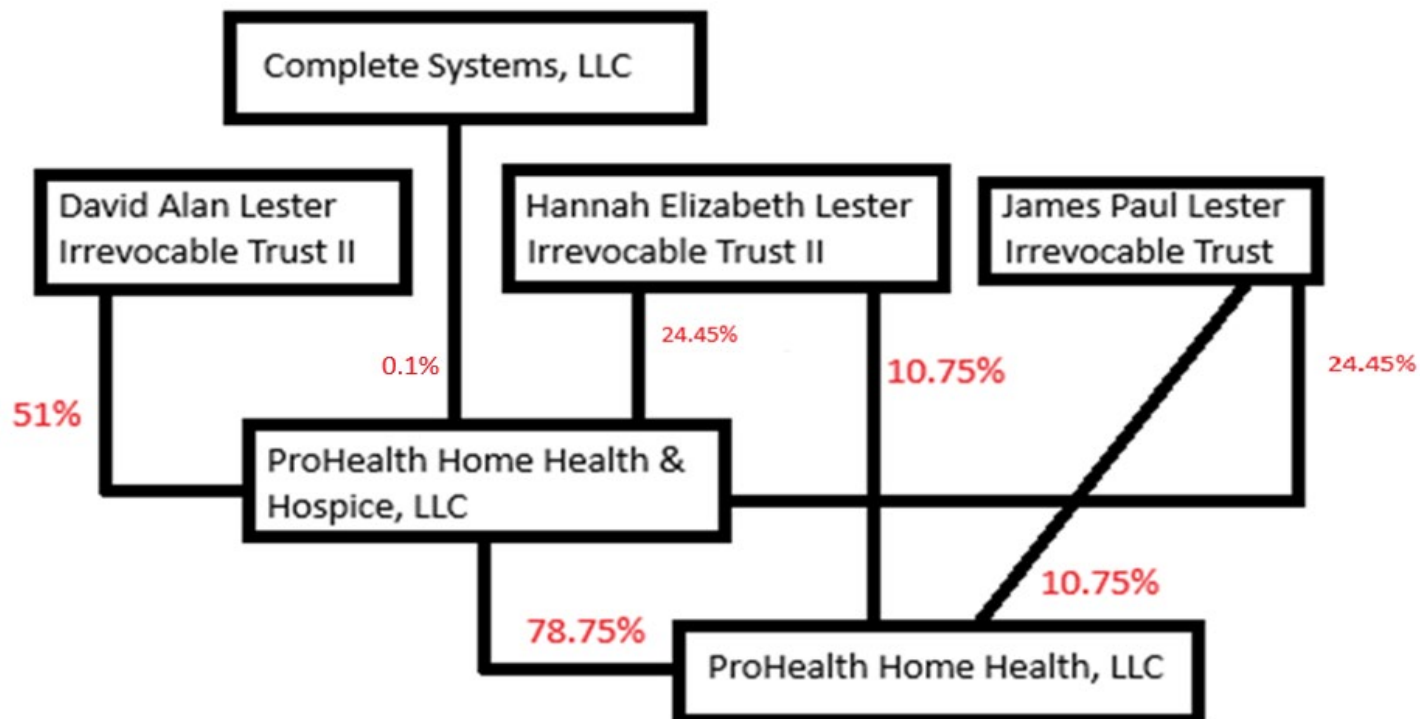 Complete Systems, LLC
David Alan Lester
Irrevocable Trust II
Hannah Elizabeth Lester
Irrevocable Trust II
James Paul Lester
Irrevocable Trust
24.45%
0.1%
10.75%
24.45%
51%
ProHealth Home Health &
Hospice, LLC
10.75%
78.75%
ProHealth Home Health, LLC